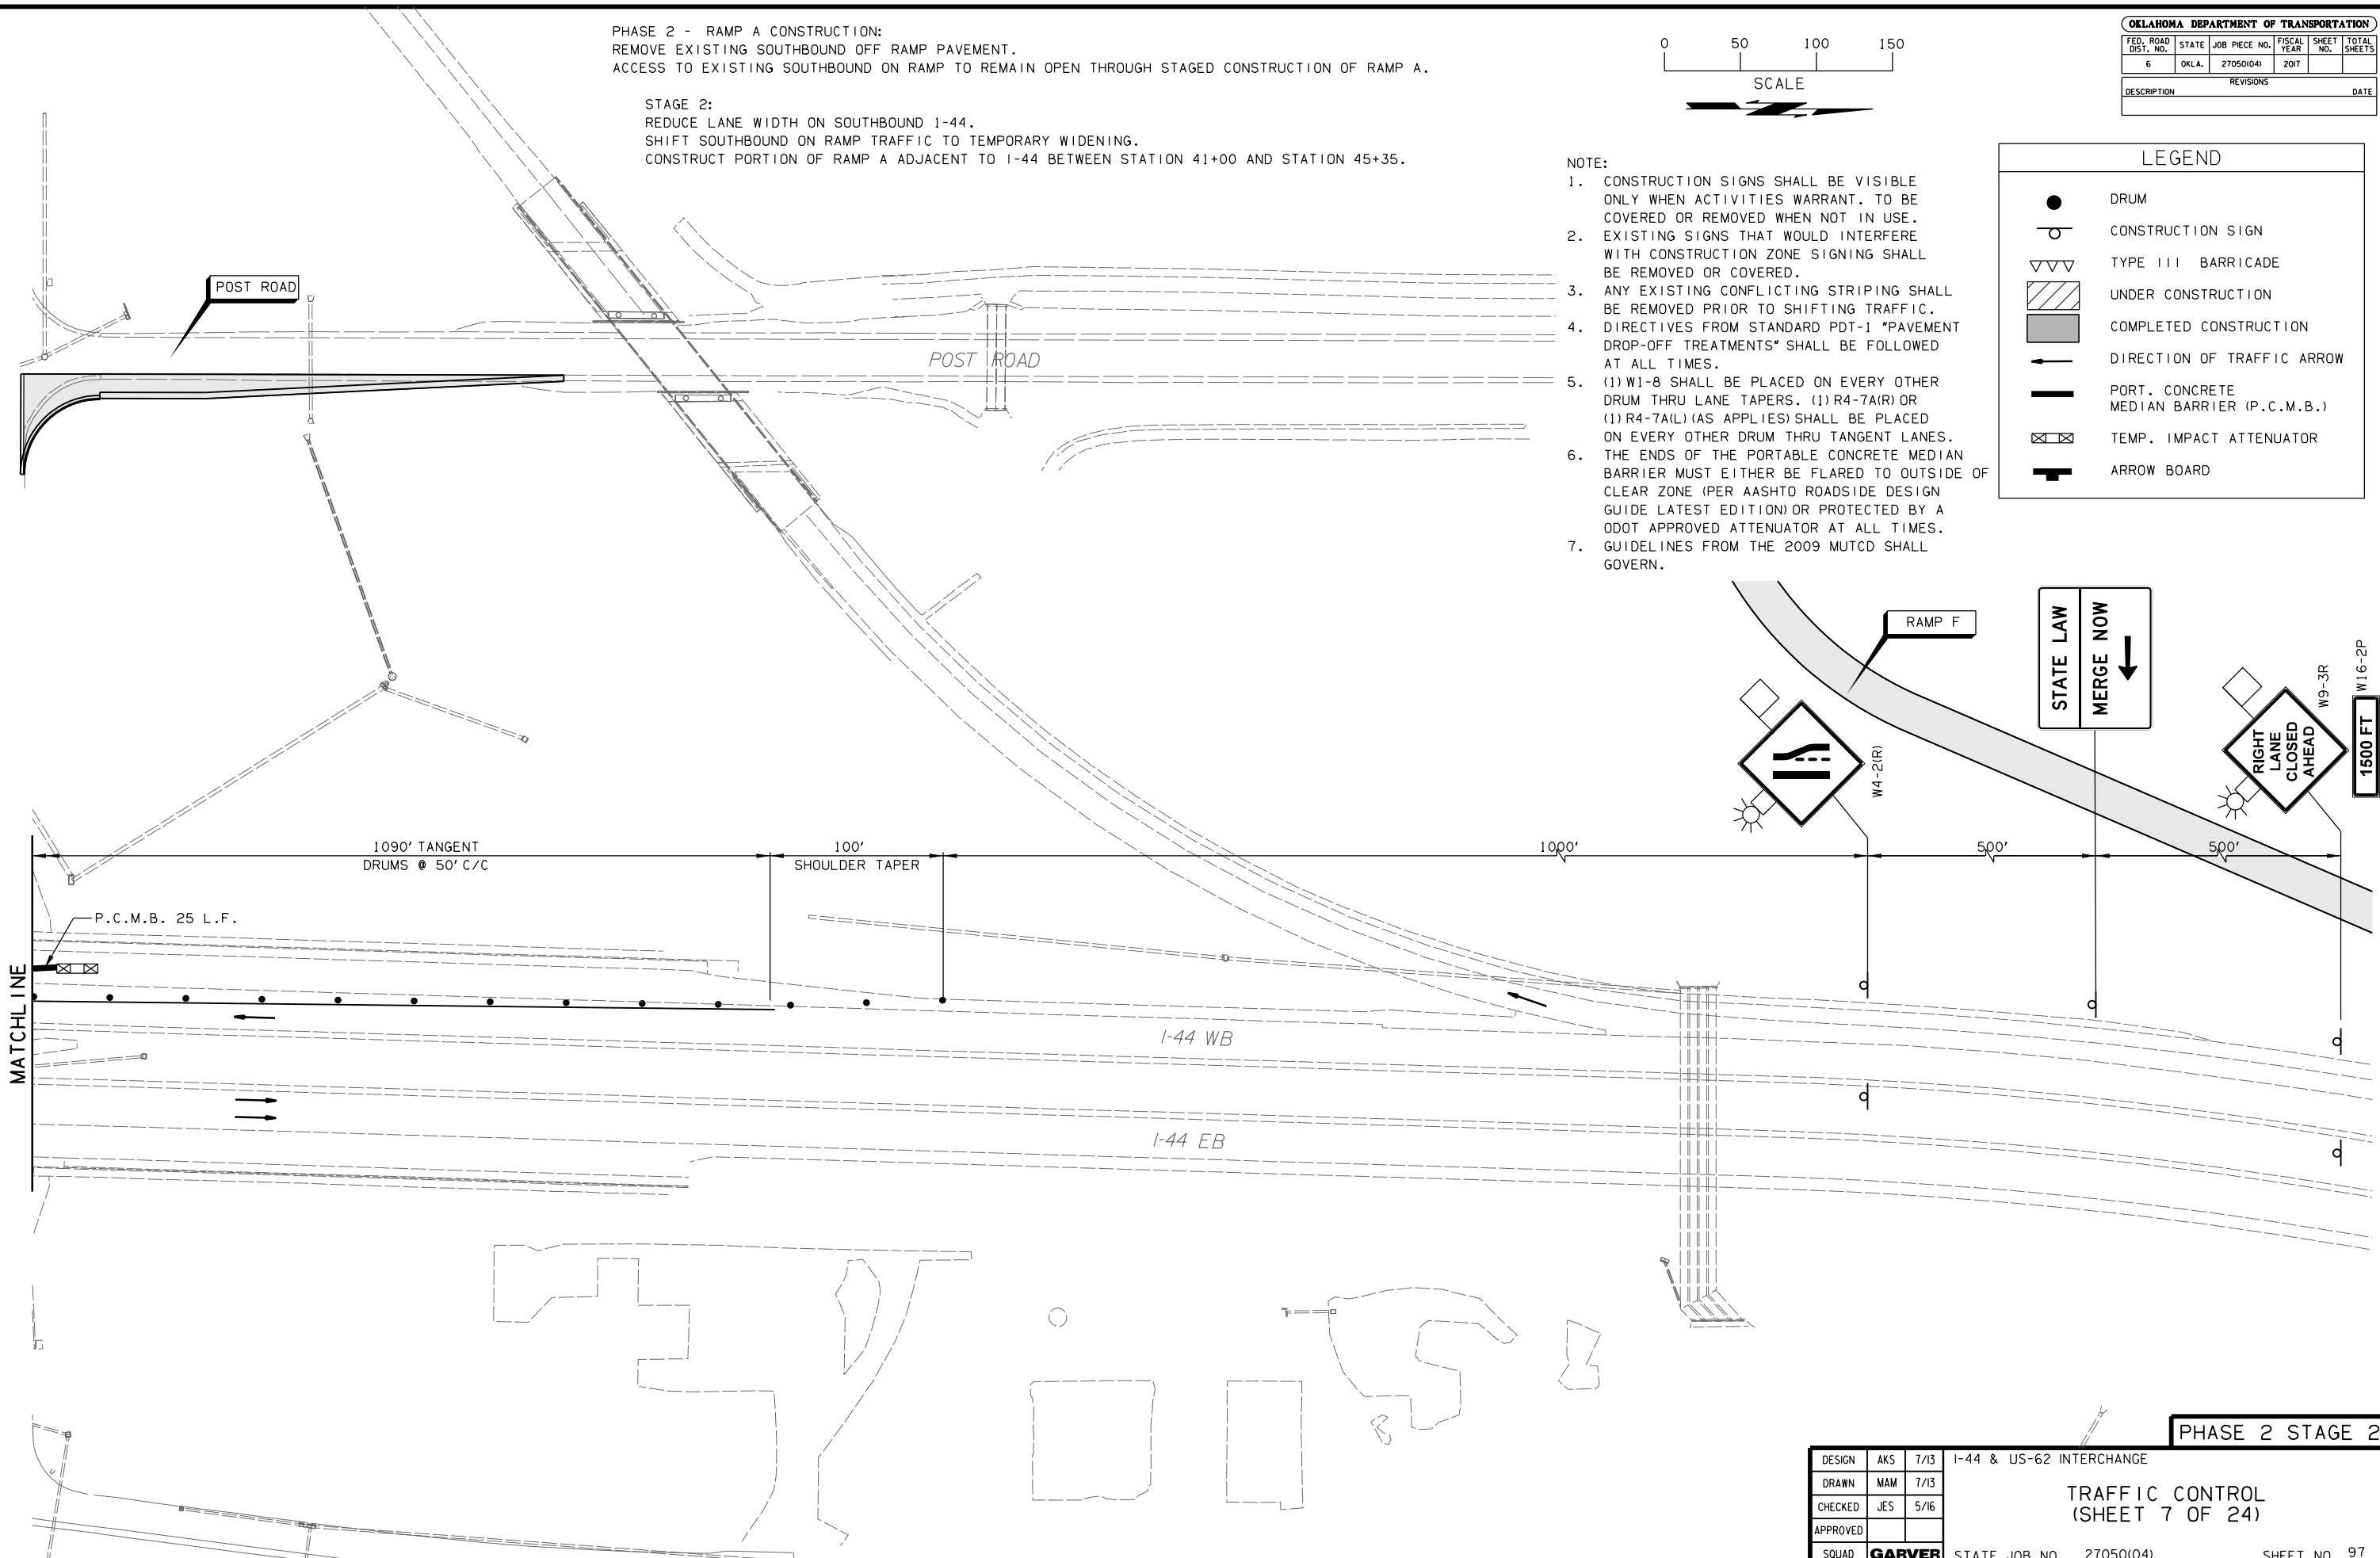 PHASE 2 - RAMP A CONSTRUCTION:
REMOVE EXISTING SOUTHBOUND OFF RAMP PAVEMENT.
ACCESS TO EXISTING SOUTHBOUND ON RAMP TO REMAIN OPEN THROUGH STAGED CONSTRUCTION OF RAMP A.
STAGE 2:
REDUCE LANE WIDTH ON SOUTHBOUND I-44.
SHIFT SOUTHBOUND ON RAMP TRAFFIC TO TEMPORARY WIDENING.
CONSTRUCT PORTION OF RAMP A ADJACENT TO I-44 BETWEEN STATION 41+00 AND STATION 45+35.
0 50 100 150
SCALE
OKLAHOMA DEPARTMENT OF TRANSPORTATION
FED. ROAD DIST. NO. STATE JOB PIECE NO. FISCAL YEAR SHEET NO. TOTAL SHEETS
6 OKLA. 27050(04) 2017
REVISIONS
DESCRIPTION DATE
NOTE:
1. CONSTRUCTION SIGNS SHALL BE VISIBLE
ONLY WHEN ACTIVITIES WARRANT. TO BE
COVERED OR REMOVED WHEN NOT IN USE.
2. EXISTING SIGNS THAT WOULD INTERFERE
WITH CONSTRUCTION ZONE SIGNING SHALL
BE REMOVED OR COVERED.
3. ANY EXISTING CONFLICTING STRIPING SHALL
BE REMOVED PRIOR TO SHIFTING TRAFFIC.
4. DIRECTIVES FROM STANDARD PDT-1 "PAVEMENT
DROP-OFF TREATMENTS" SHALL BE FOLLOWED
AT ALL TIMES.
5. (1) W1-8 SHALL BE PLACED ON EVERY OTHER
DRUM THRU LANE TAPERS. (1) R4-7A(R) OR
(1) R4-7A(L) (AS APPLIES) SHALL BE PLACED
ON EVERY OTHER DRUM THRU TANGENT LANES.
6. THE ENDS OF THE PORTABLE CONCRETE MEDIAN
BARRIER MUST EITHER BE FLARED TO OUTSIDE OF
CLEAR ZONE (PER AASHTO ROADSIDE DESIGN
GUIDE LATEST EDITION) OR PROTECTED BY A
ODOT APPROVED ATTENUATOR AT ALL TIMES.
7. GUIDELINES FROM THE 2009 MUTCD SHALL
GOVERN.
LEGEND
DRUM
CONSTRUCTION SIGN
TYPE III BARRICADE
UNDER CONSTRUCTION
COMPLETED CONSTRUCTION
DIRECTION OF TRAFFIC ARROW
PORT. CONCRETE
MEDIAN BARRIER (P.C.M.B.)
TEMP. IMPACT ATTENUATOR
ARROW BOARD
POST ROAD
POST ROAD
RAMP F
STATE LAW
MERGE NOW
W4-2(R)
RIGHT
LANE
CLOSED
AHEAD
W9-3R
W16-2P
1500 FT
1090' TANGENT
DRUMS @ 50' C/C
100'
SHOULDER TAPER
1000'
500'
500'
P.C.M.B. 25 L.F.
MATCHLINE
I-44 WB
I-44 EB
PHASE 2 STAGE 2
DESIGN AKS 7/13
DRAWN MAM 7/13
CHECKED JES 5/16
APPROVED
SQUAD GARVER
I-44 & US-62 INTERCHANGE
TRAFFIC CONTROL
(SHEET 7 OF 24)
STATE JOB NO. 27050(04) SHEET NO. 97